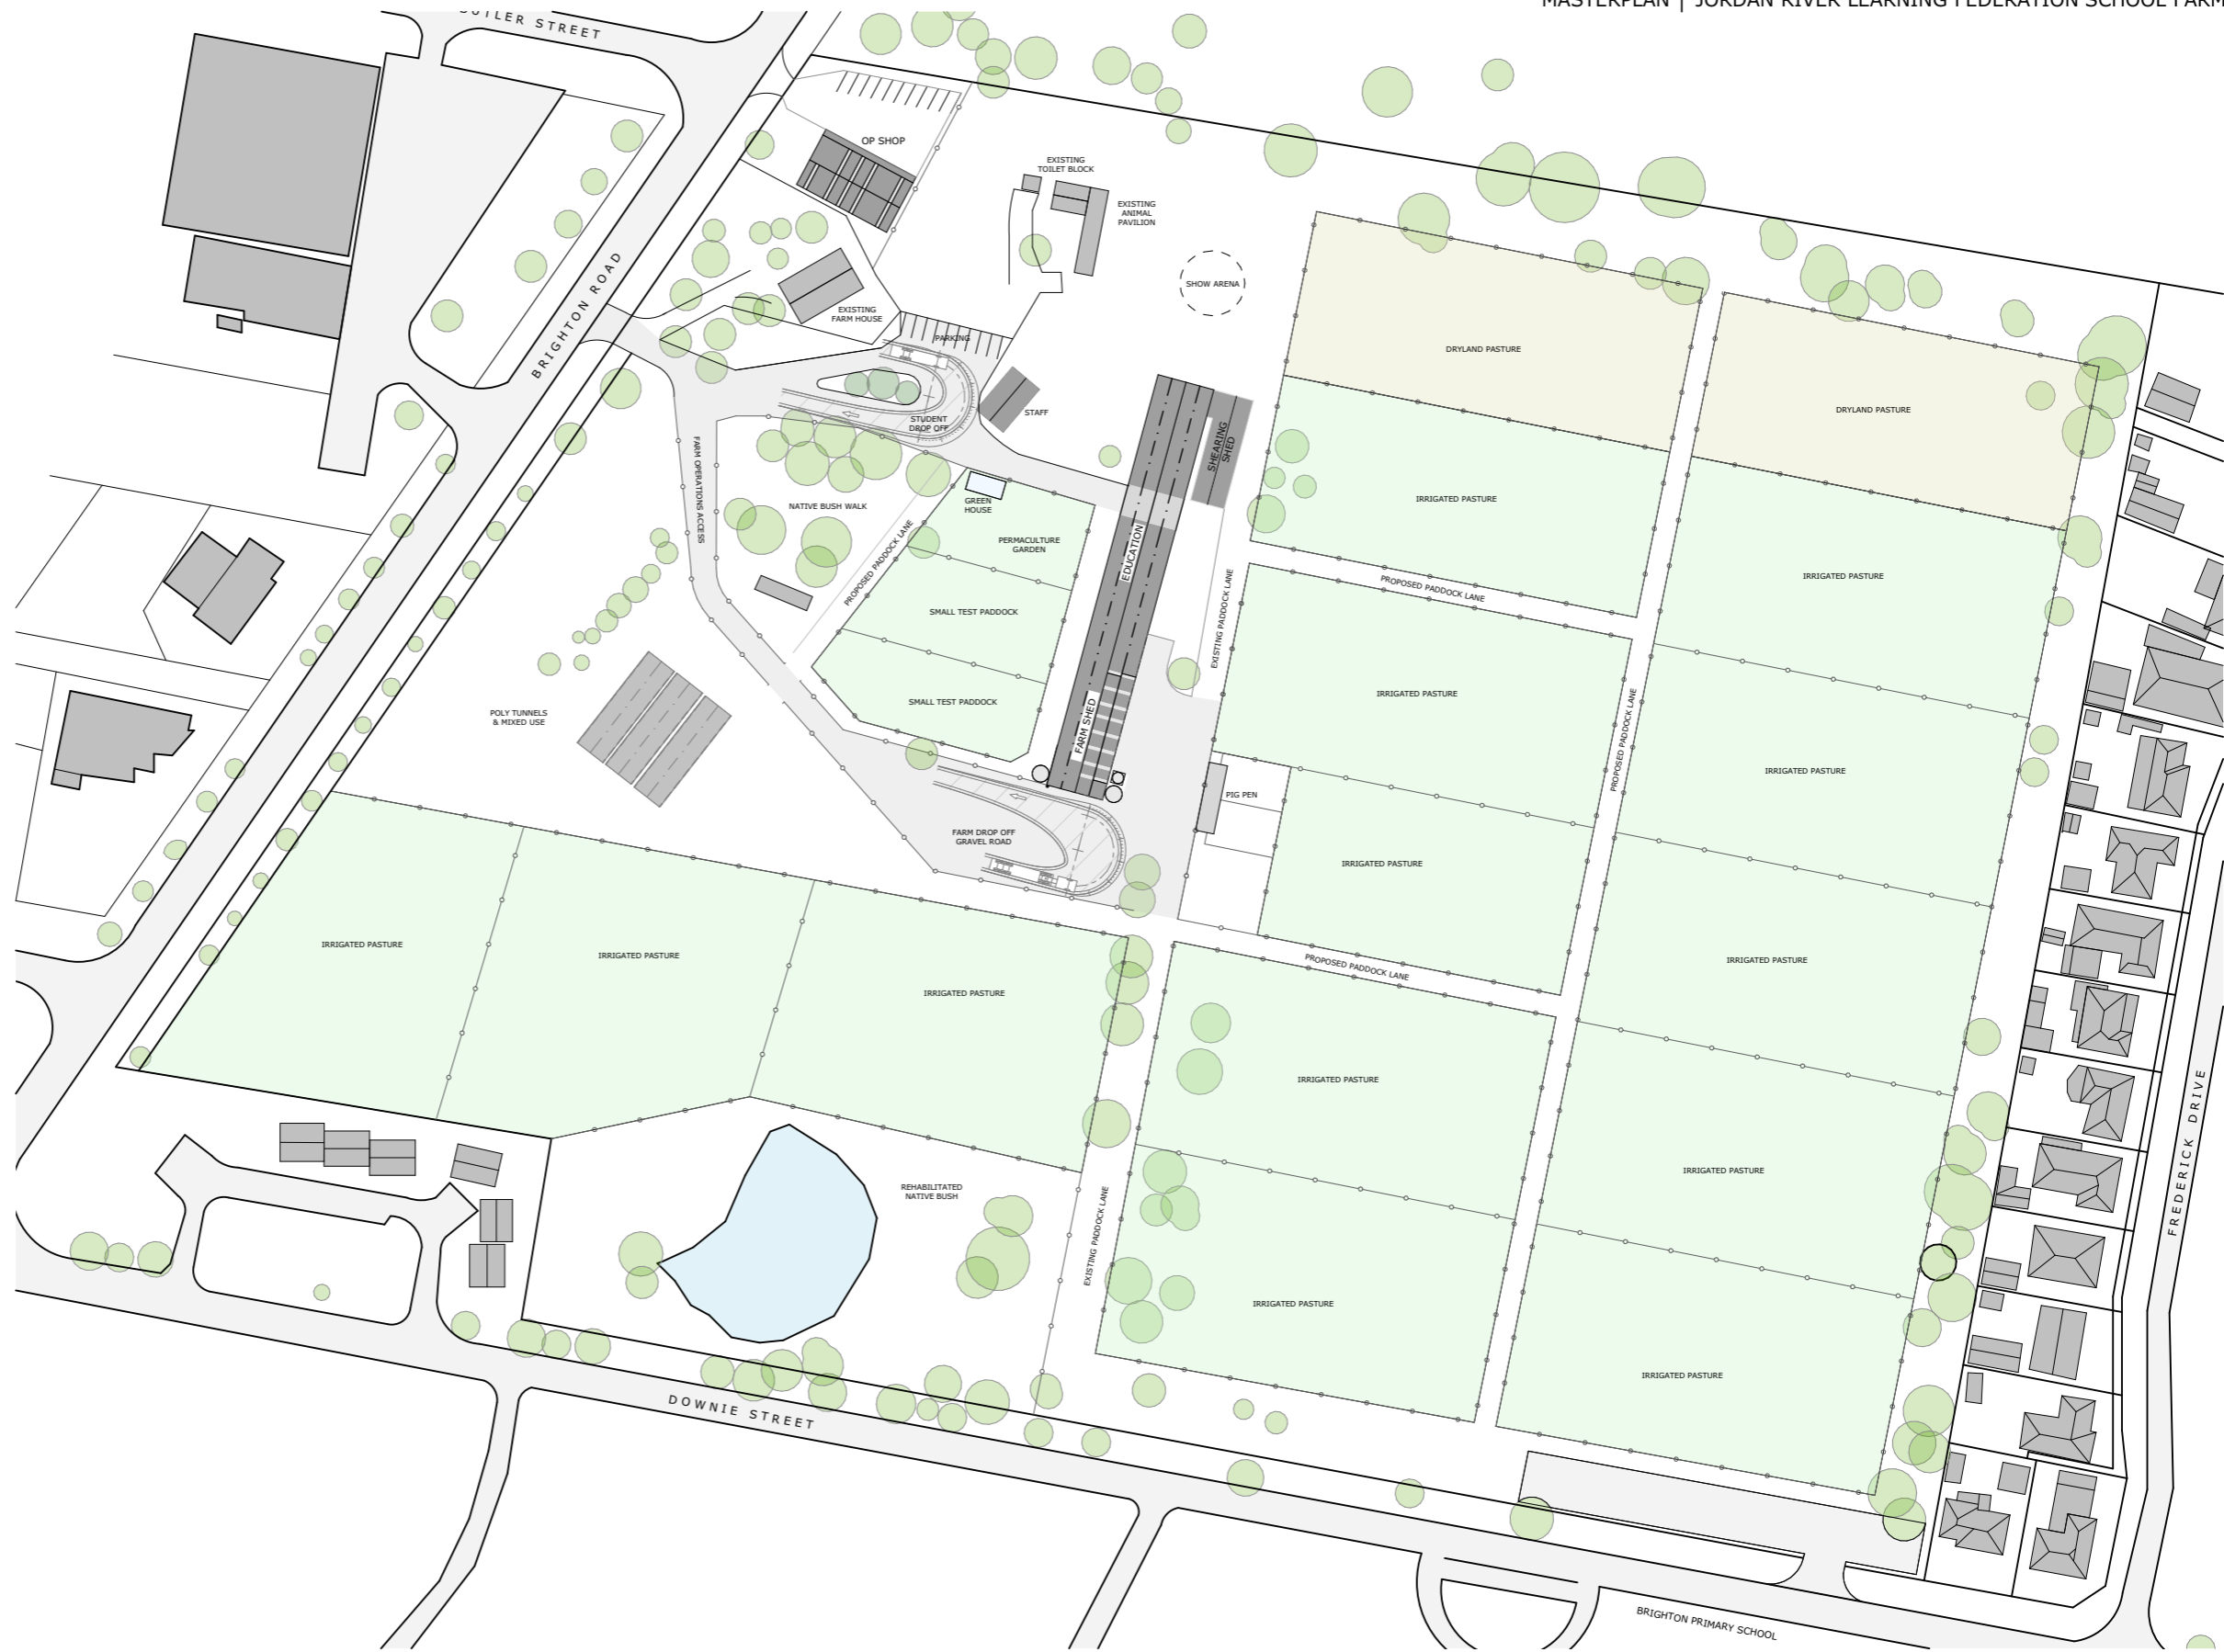 MASTERPLAN | JORDAN RIVER LEARNING FEDERATION SCHOOL FARM
BUTLER STREET
BRIGHTON ROAD
OP SHOP
EXISTING
TOILET BLOCK
EXISTING
ANIMAL
PAVILION
SHOW ARENA
EXISTING
FARM HOUSE
PARKING
STUDENT
DROP OFF
STAFF
SHEARING
SHED
DRYLAND PASTURE
DRYLAND PASTURE
FARM OPERATIONS ACCESS
NATIVE BUSH WALK
PROPOSED PADDOCK LANE
GREEN
HOUSE
PERMACULTURE
GARDEN
SMALL TEST PADDOCK
SMALL TEST PADDOCK
EDUCATION
FARM SHED
EXISTING PADDOCK LANE
IRRIGATED PASTURE
IRRIGATED PASTURE
PROPOSED PADDOCK LANE
IRRIGATED PASTURE
PROPOSED PADDOCK LANE
IRRIGATED PASTURE
POLY TUNNELS
& MIXED USE
PIG PEN
FARM DROP OFF
GRAVEL ROAD
IRRIGATED PASTURE
IRRIGATED PASTURE
IRRIGATED PASTURE
IRRIGATED PASTURE
IRRIGATED PASTURE
PROPOSED PADDOCK LANE
IRRIGATED PASTURE
IRRIGATED PASTURE
IRRIGATED PASTURE
REHABILITATED
NATIVE BUSH
EXISTING PADDOCK LANE
IRRIGATED PASTURE
IRRIGATED PASTURE
FREDERICK DRIVE
DOWNIE STREET
BRIGHTON PRIMARY SCHOOL